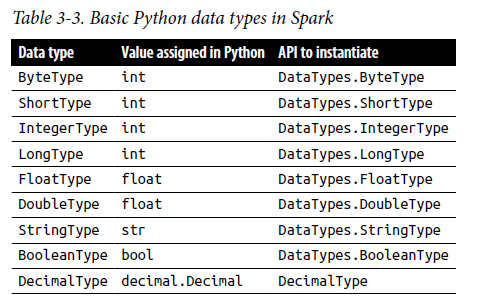 Table 3-3. Basic Python data types in Spark
Data type Value assigned in Python API to instantiate
ByteType int DataTypes.ByteType
ShortType int DataTypes.ShortType
IntegerType int DataTypes.IntegerType
LongType int DataTypes.LongType
FloatType float DataTypes.FloatType
DoubleType float DataTypes.DoubleType
StringType str DataTypes.StringType
BooleanType bool DataTypes.BooleanType
DecimalType decimal.Decimal DecimalType